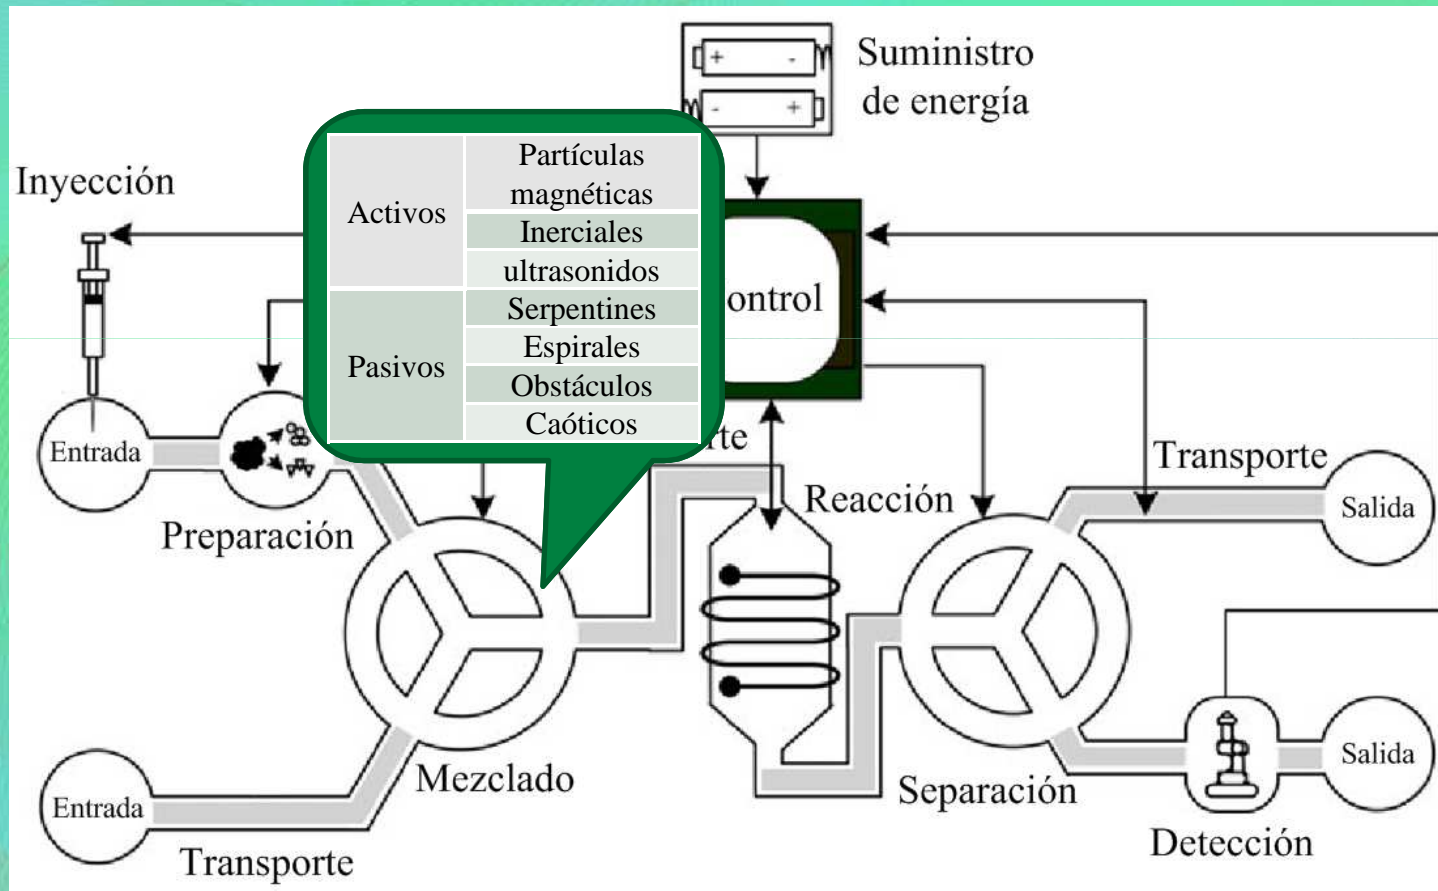 Suministro
de energía
+ -
- +
Inyección
Activos
Partículas
magnéticas
Inerciales
ultrasonidos
Pasivos
Serpentines
Espirales
Obstáculos
Caóticos
ontrol
rte
Entrada
Preparación
Reacción
Transporte
Salida
Mezclado
Separación
Salida
Entrada
Transporte
Detección